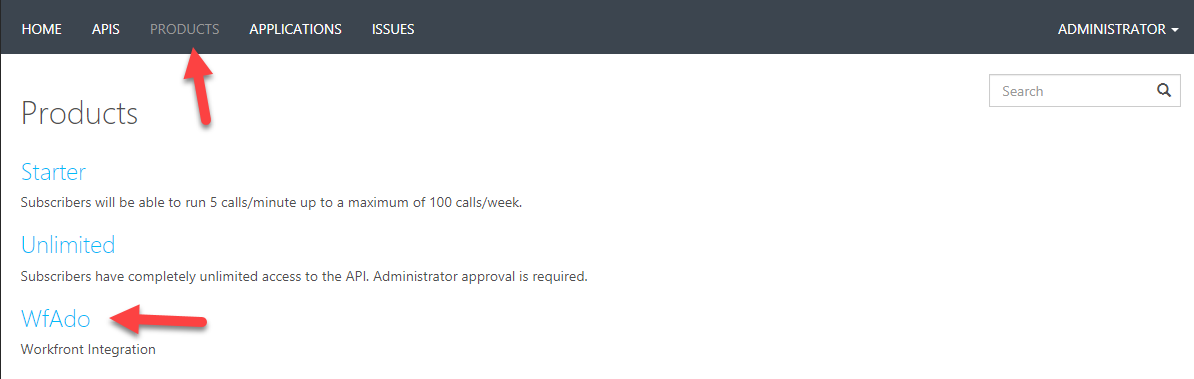 HOME APIS PRODUCTS APPLICATIONS ISSUES ADMINISTRATOR
Search
Products
Starter
Subscribers will be able to run 5 calls/minute up to a maximum of 100 calls/week.
Unlimited
Subscribers have completely unlimited access to the API. Administrator approval is required.
WfAdo
Workfront Integration